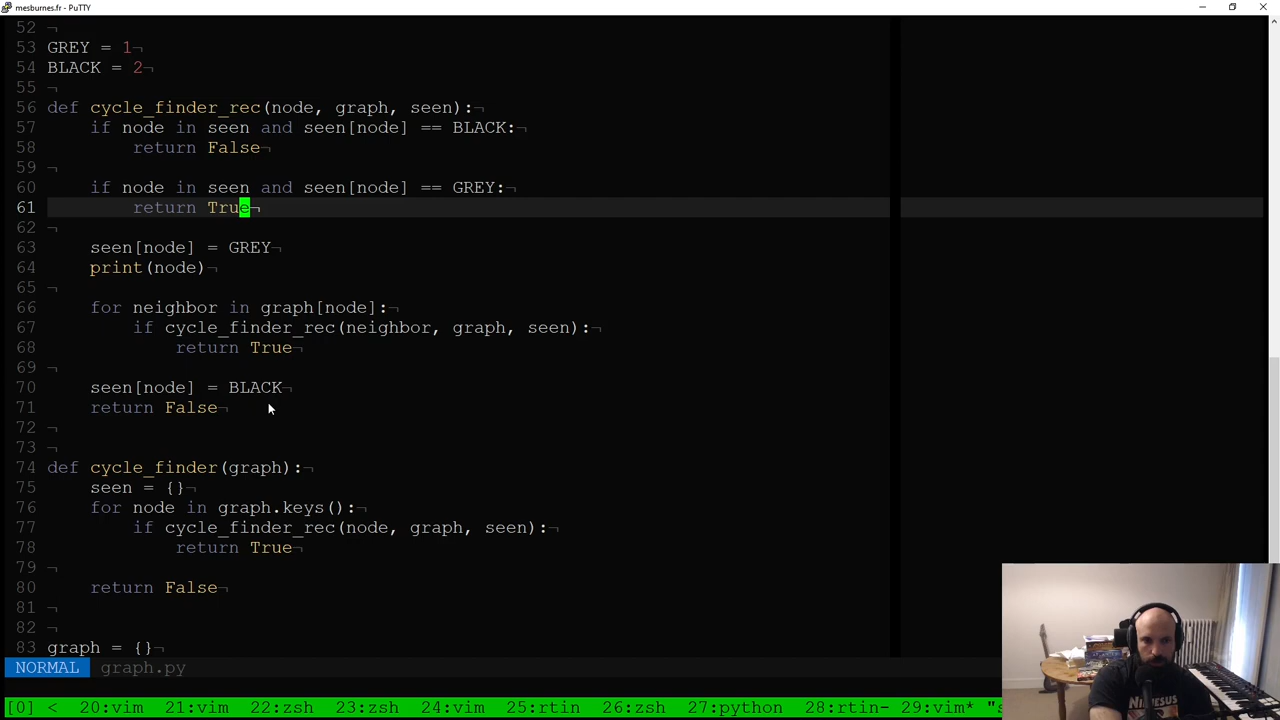 mesburnes.fr - PuTTY
52 ¬
53 GREY = 1¬
54 BLACK = 2¬
55 ¬
56 def cycle_finder_rec(node, graph, seen):¬
57     if node in seen and seen[node] == BLACK:¬
58         return False¬
59 ¬
60     if node in seen and seen[node] == GREY:¬
61         return True¬
62 ¬
63     seen[node] = GREY¬
64     print(node)¬
65 ¬
66     for neighbor in graph[node]:¬
67         if cycle_finder_rec(neighbor, graph, seen):¬
68             return True¬
69 ¬
70     seen[node] = BLACK¬
71     return False¬
72 ¬
73 ¬
74 def cycle_finder(graph):¬
75     seen = {}¬
76     for node in graph.keys():¬
77         if cycle_finder_rec(node, graph, seen):¬
78             return True¬
79 ¬
80     return False¬
81 ¬
82 ¬
83 graph = {}¬
NORMAL graph.py
[0] < 20:vim 21:vim 22:zsh 23:zsh 24:vim 25:rtin 26:zsh 27:python 28:rtin- 29:vim* "s